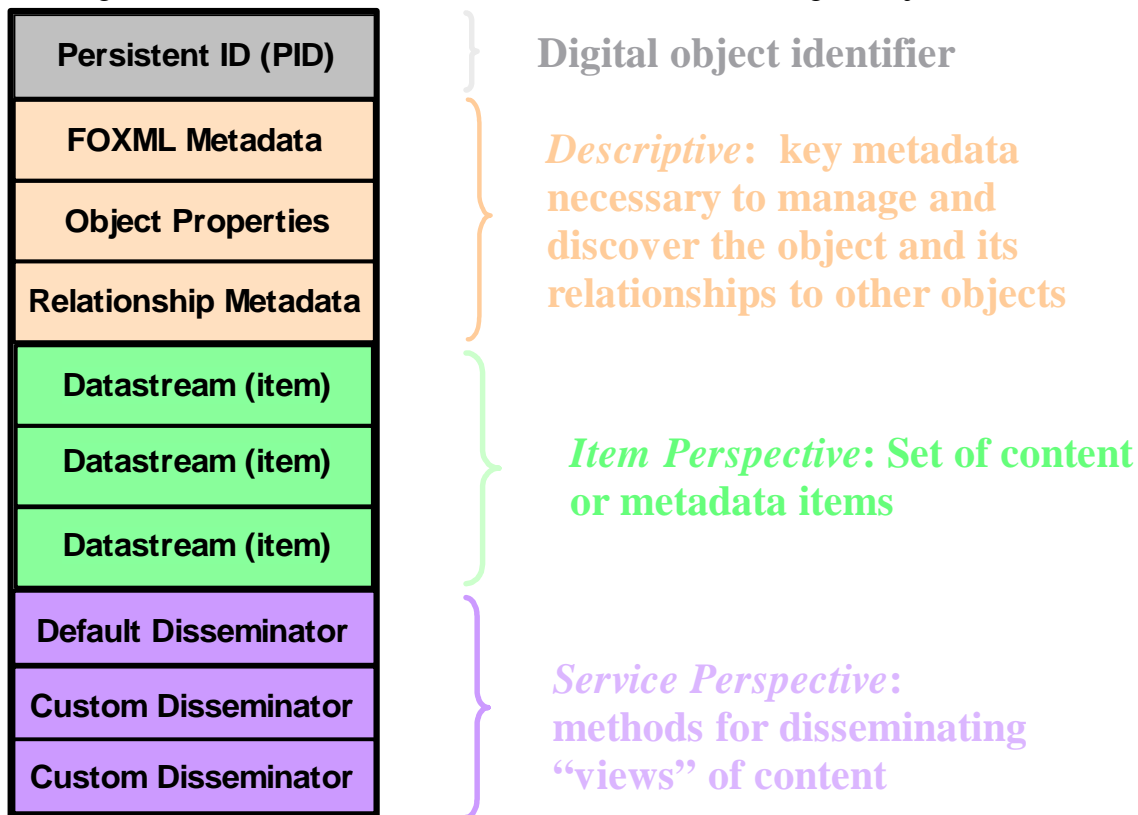 Persistent ID (PID)
Digital object identifier
FOXML Metadata
Object Properties
Relationship Metadata
Descriptive: key metadata
necessary to manage and
discover the object and its
relationships to other objects
Datastream (item)
Datastream (item)
Datastream (item)
Item Perspective: Set of content
or metadata items
Default Disseminator
Custom Disseminator
Custom Disseminator
Service Perspective:
methods for disseminating
“views” of content